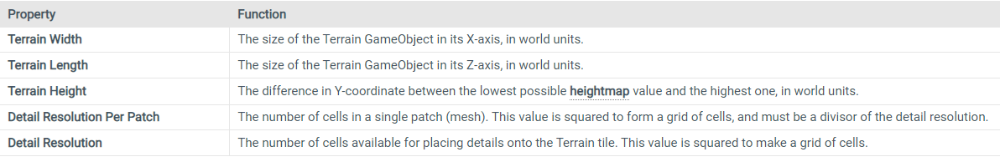 Property Function
Terrain Width The size of the Terrain GameObject in its X-axis, in world units.
Terrain Length The size of the Terrain GameObject in its Z-axis, in world units.
Terrain Height The difference in Y-coordinate between the lowest possible heightmap value and the highest one, in world units.
Detail Resolution Per Patch The number of cells in a single patch (mesh). This value is squared to form a grid of cells, and must be a divisor of the detail resolution.
Detail Resolution The number of cells available for placing details onto the Terrain tile. This value is squared to make a grid of cells.